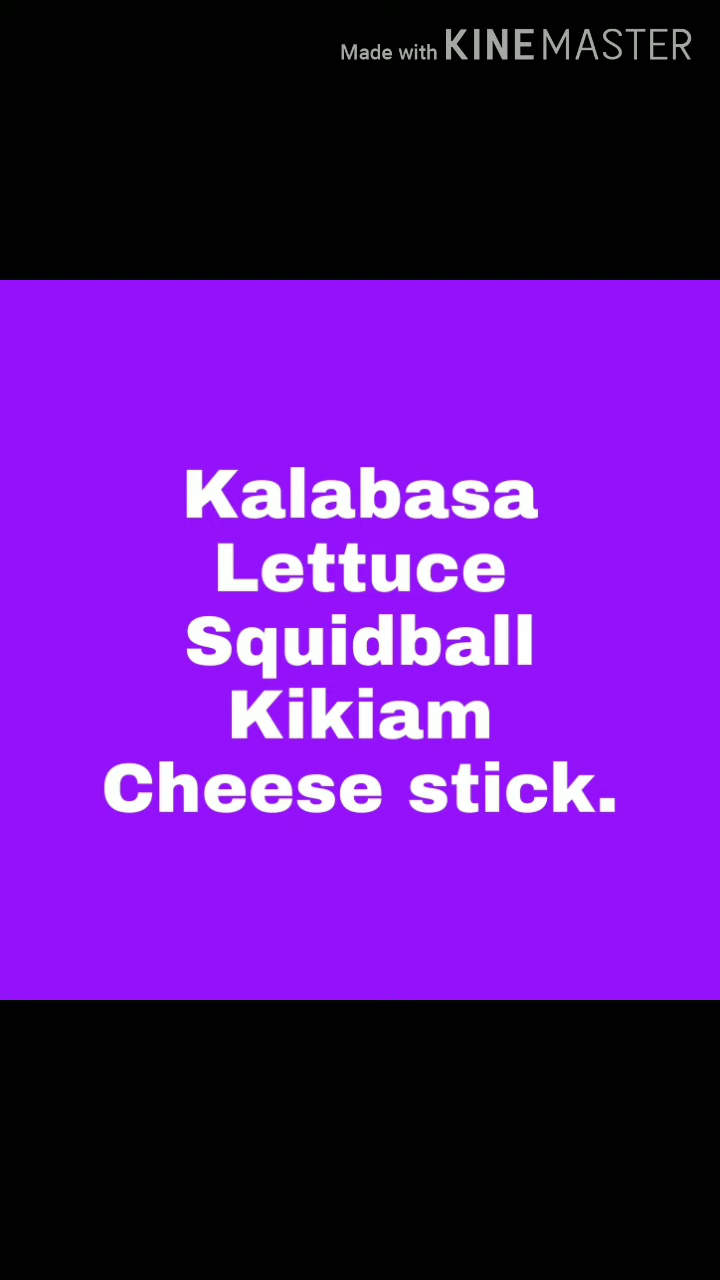 Made with KINEMASTER
Kalabasa
Lettuce
Squidball
Kikiam
Cheese stick.